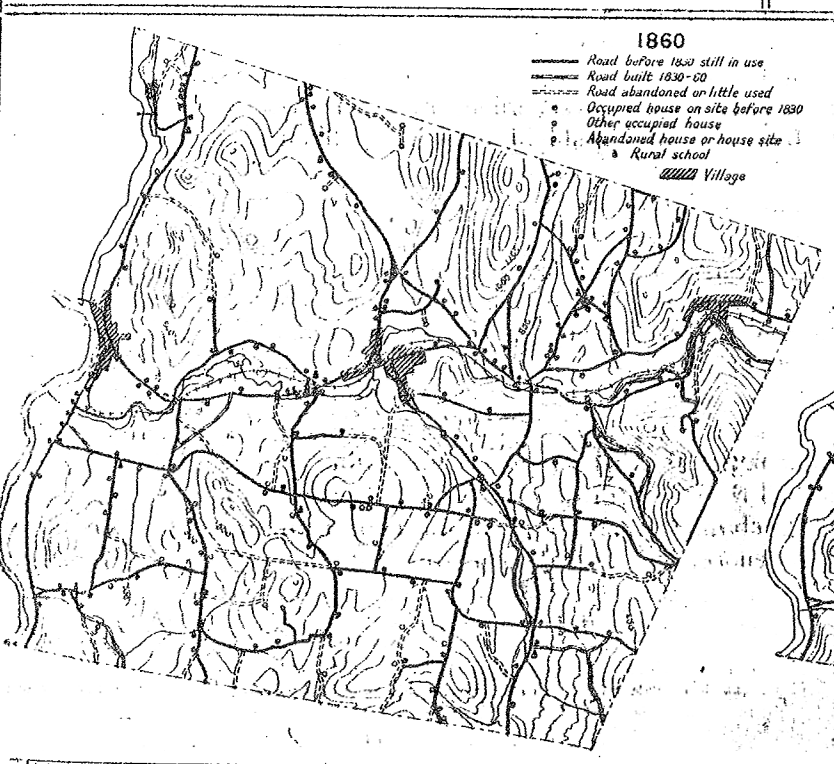 1860
Road before 1830 still in use
Road built 1830-60
Road abandoned or little used
Occupied house on site before 1830
Other occupied house
Abandoned house or house site
Rural school
Village